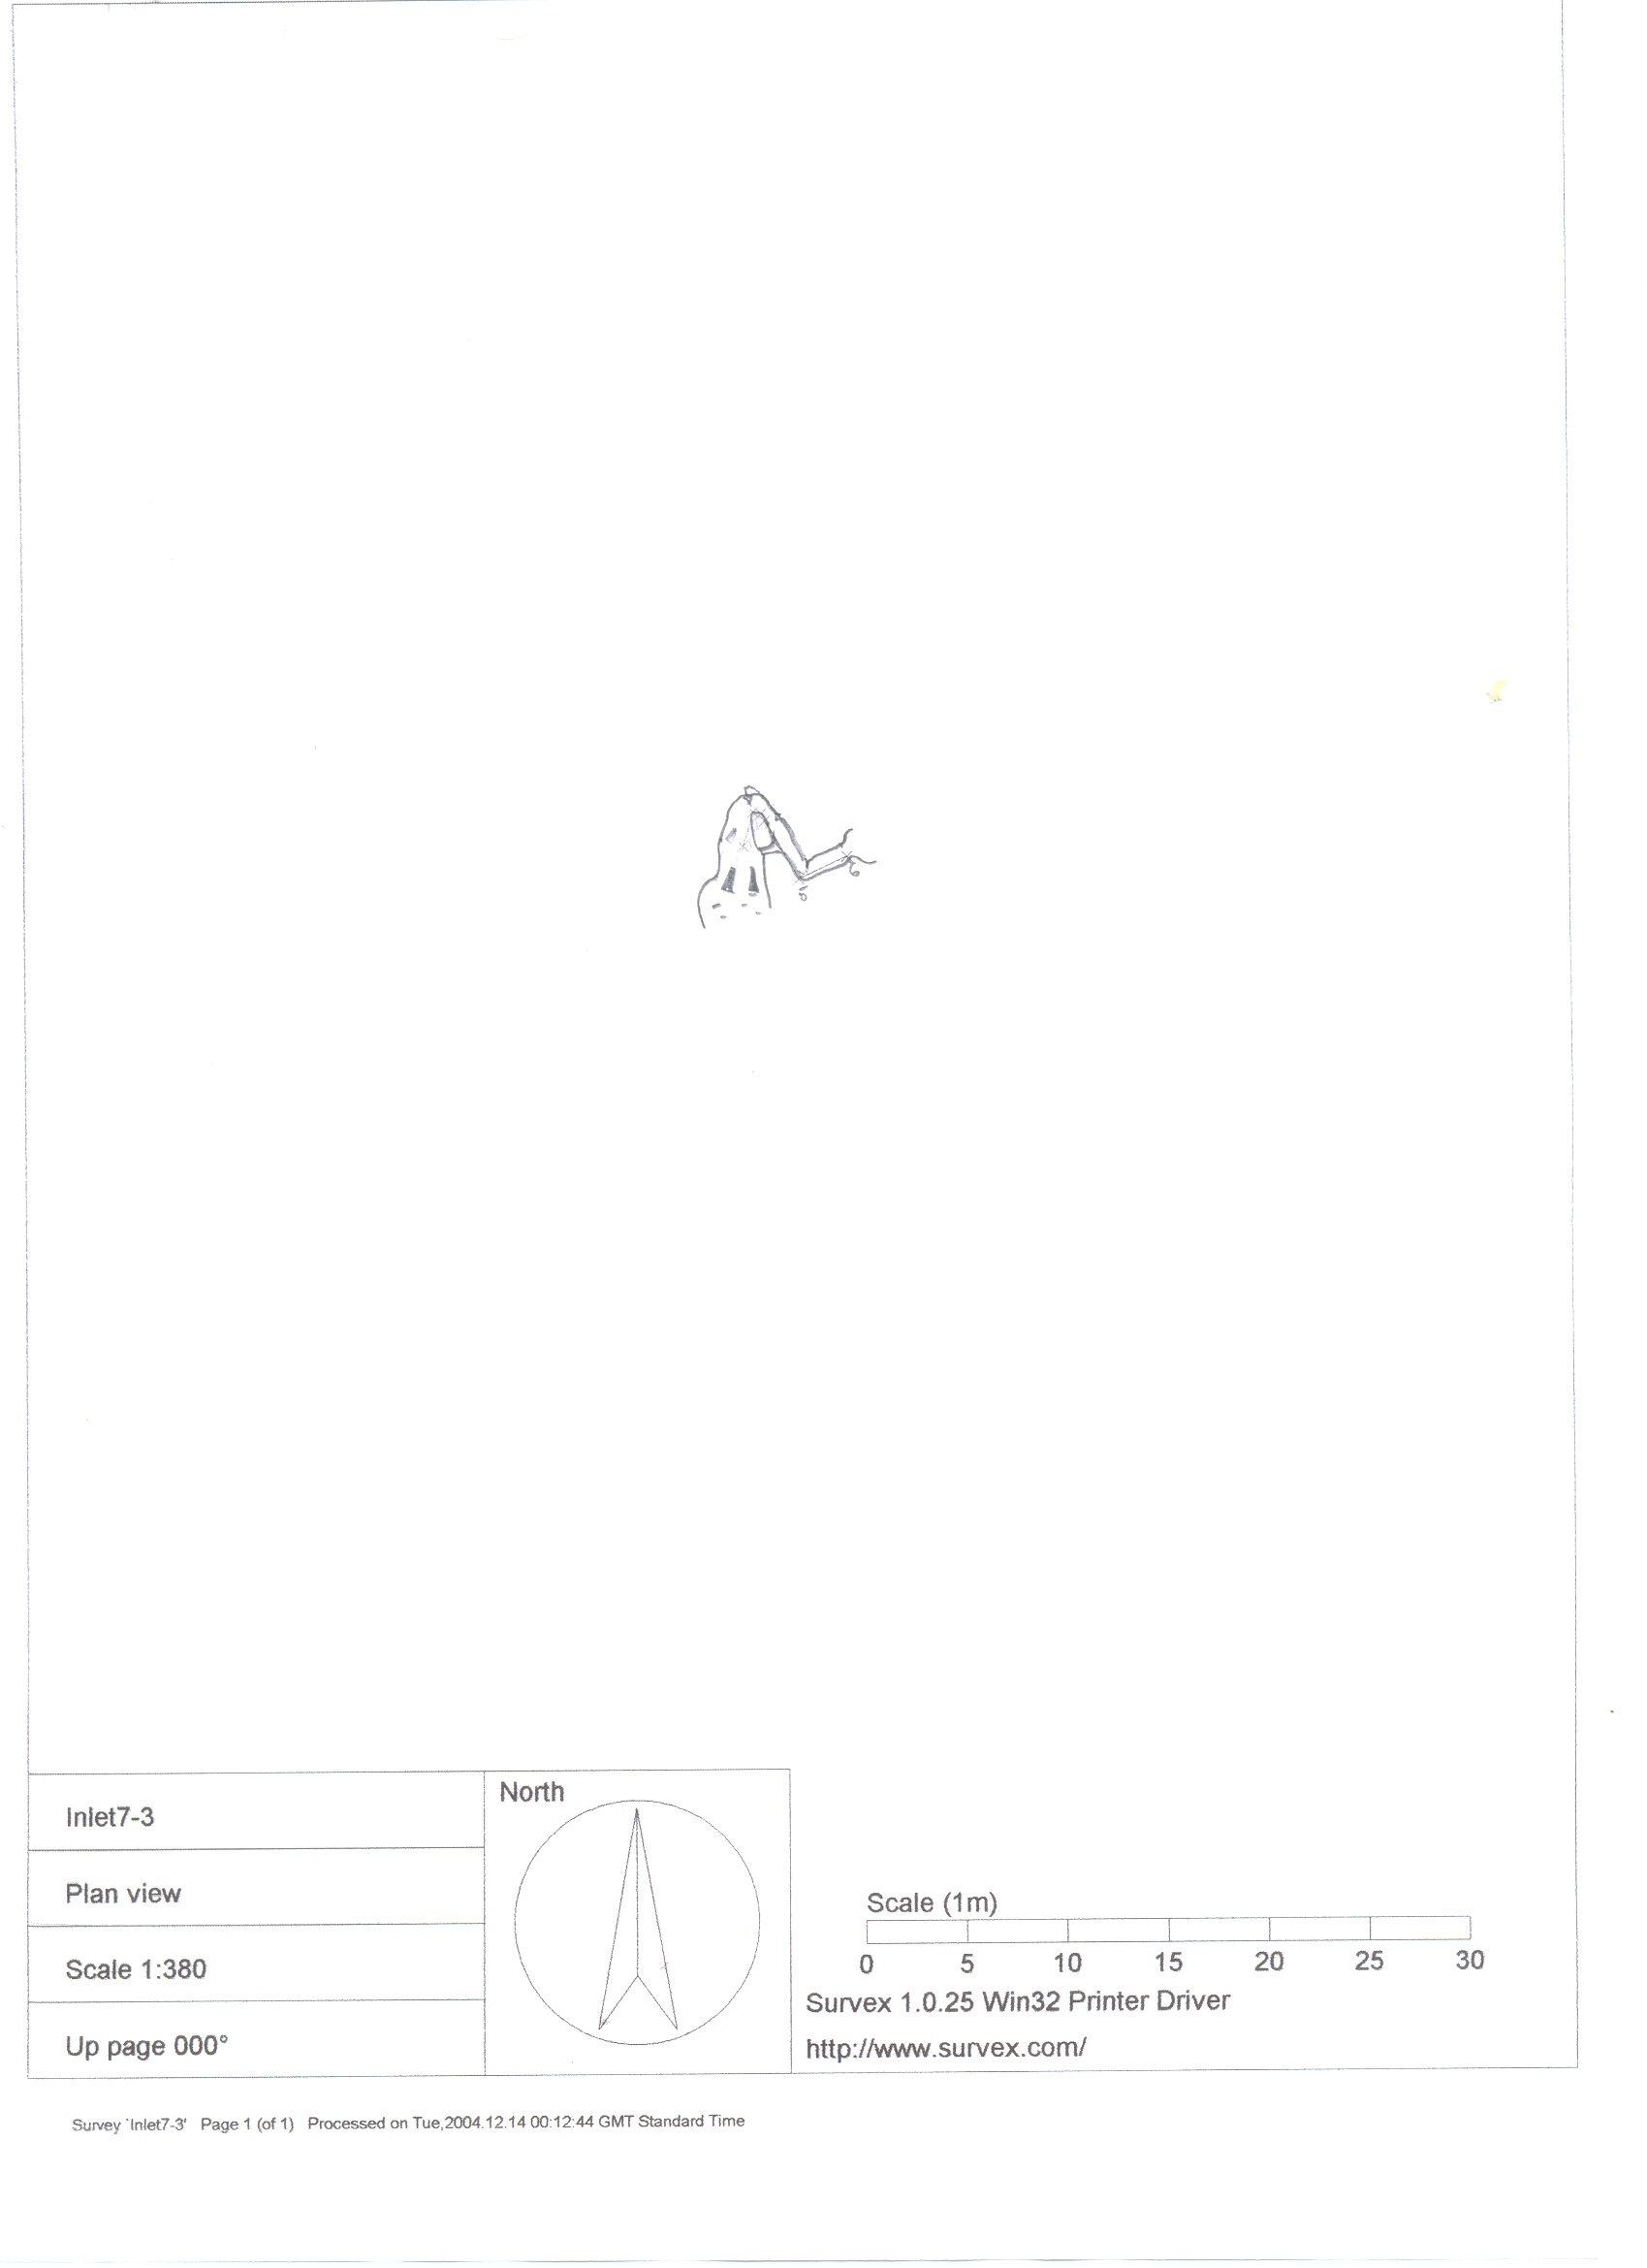 5
6
Inlet7-3
Plan view
Scale 1:380
Up page 000°
North
Scale (1m)
0 5 10 15 20 25 30
Survex 1.0.25 Win32 Printer Driver
http://www.survex.com/
Survey `Inlet7-3' Page 1 (of 1) Processed on Tue,2004.12.14 00:12:44 GMT Standard Time